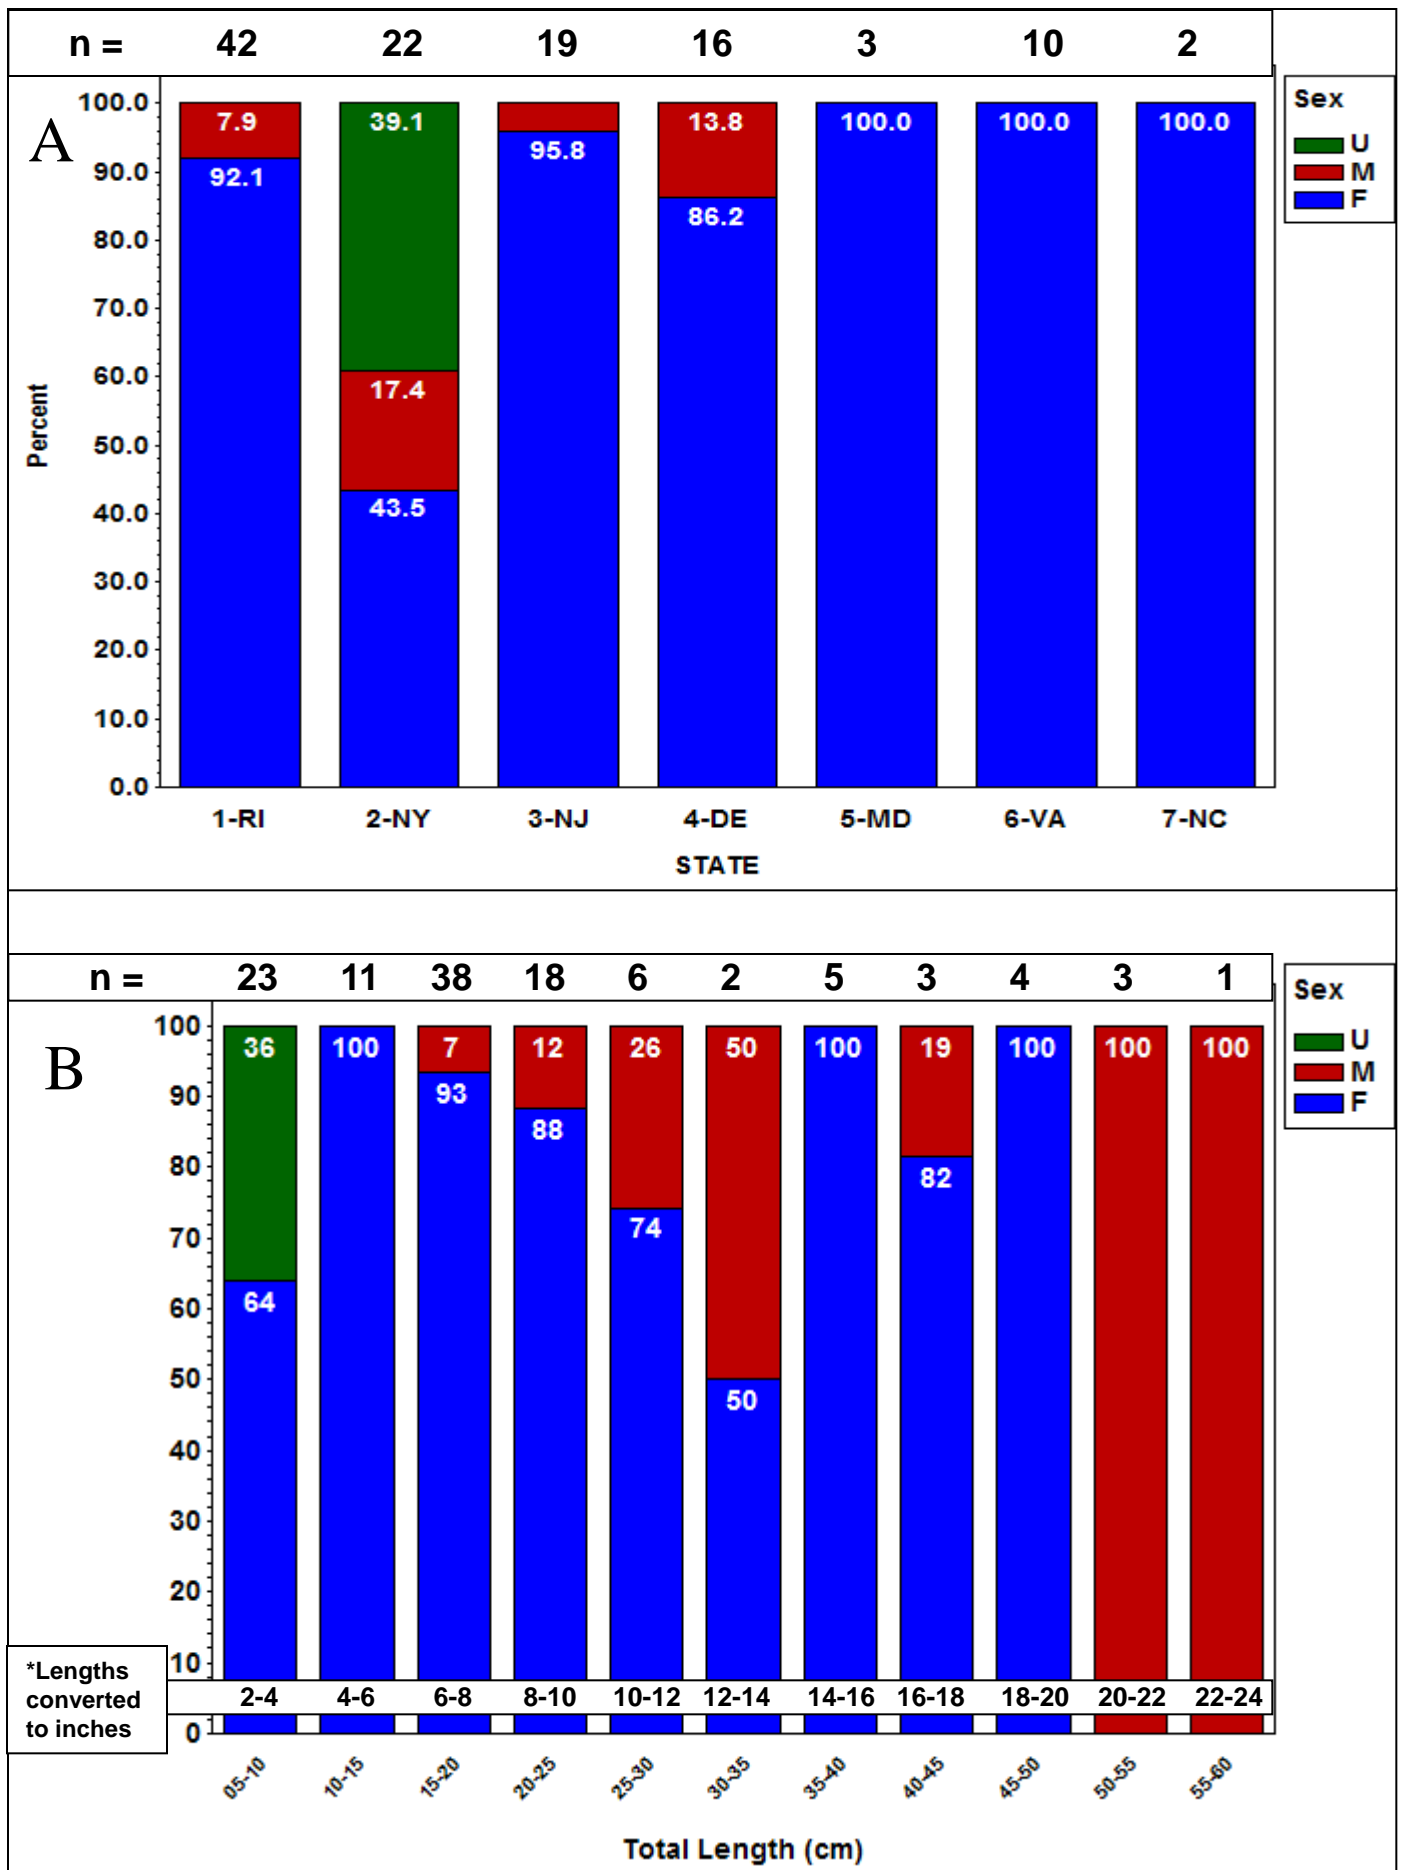 n = 42 22 19 16 3 10 2
A
Sex
U
M
F
100.0
90.0
80.0
70.0
60.0
50.0
40.0
30.0
20.0
10.0
0.0
Percent
7.9 39.1 13.8 100.0 100.0 100.0
92.1 17.4 95.8 86.2
43.5
1-RI 2-NY 3-NJ 4-DE 5-MD 6-VA 7-NC
STATE
n = 23 11 38 18 6 2 5 3 4 3 1
B
Sex
U
M
F
100
90
80
70
60
50
40
30
20
10
0
36 100 7 12 26 50 100 19 100 100 100
64 93 88 74 50 82
*Lengths
converted
to inches
2-4 4-6 6-8 8-10 10-12 12-14 14-16 16-18 18-20 20-22 22-24
05-10 10-15 15-20 20-25 25-30 30-35 35-40 40-45 45-50 50-55 55-60
Total Length (cm)